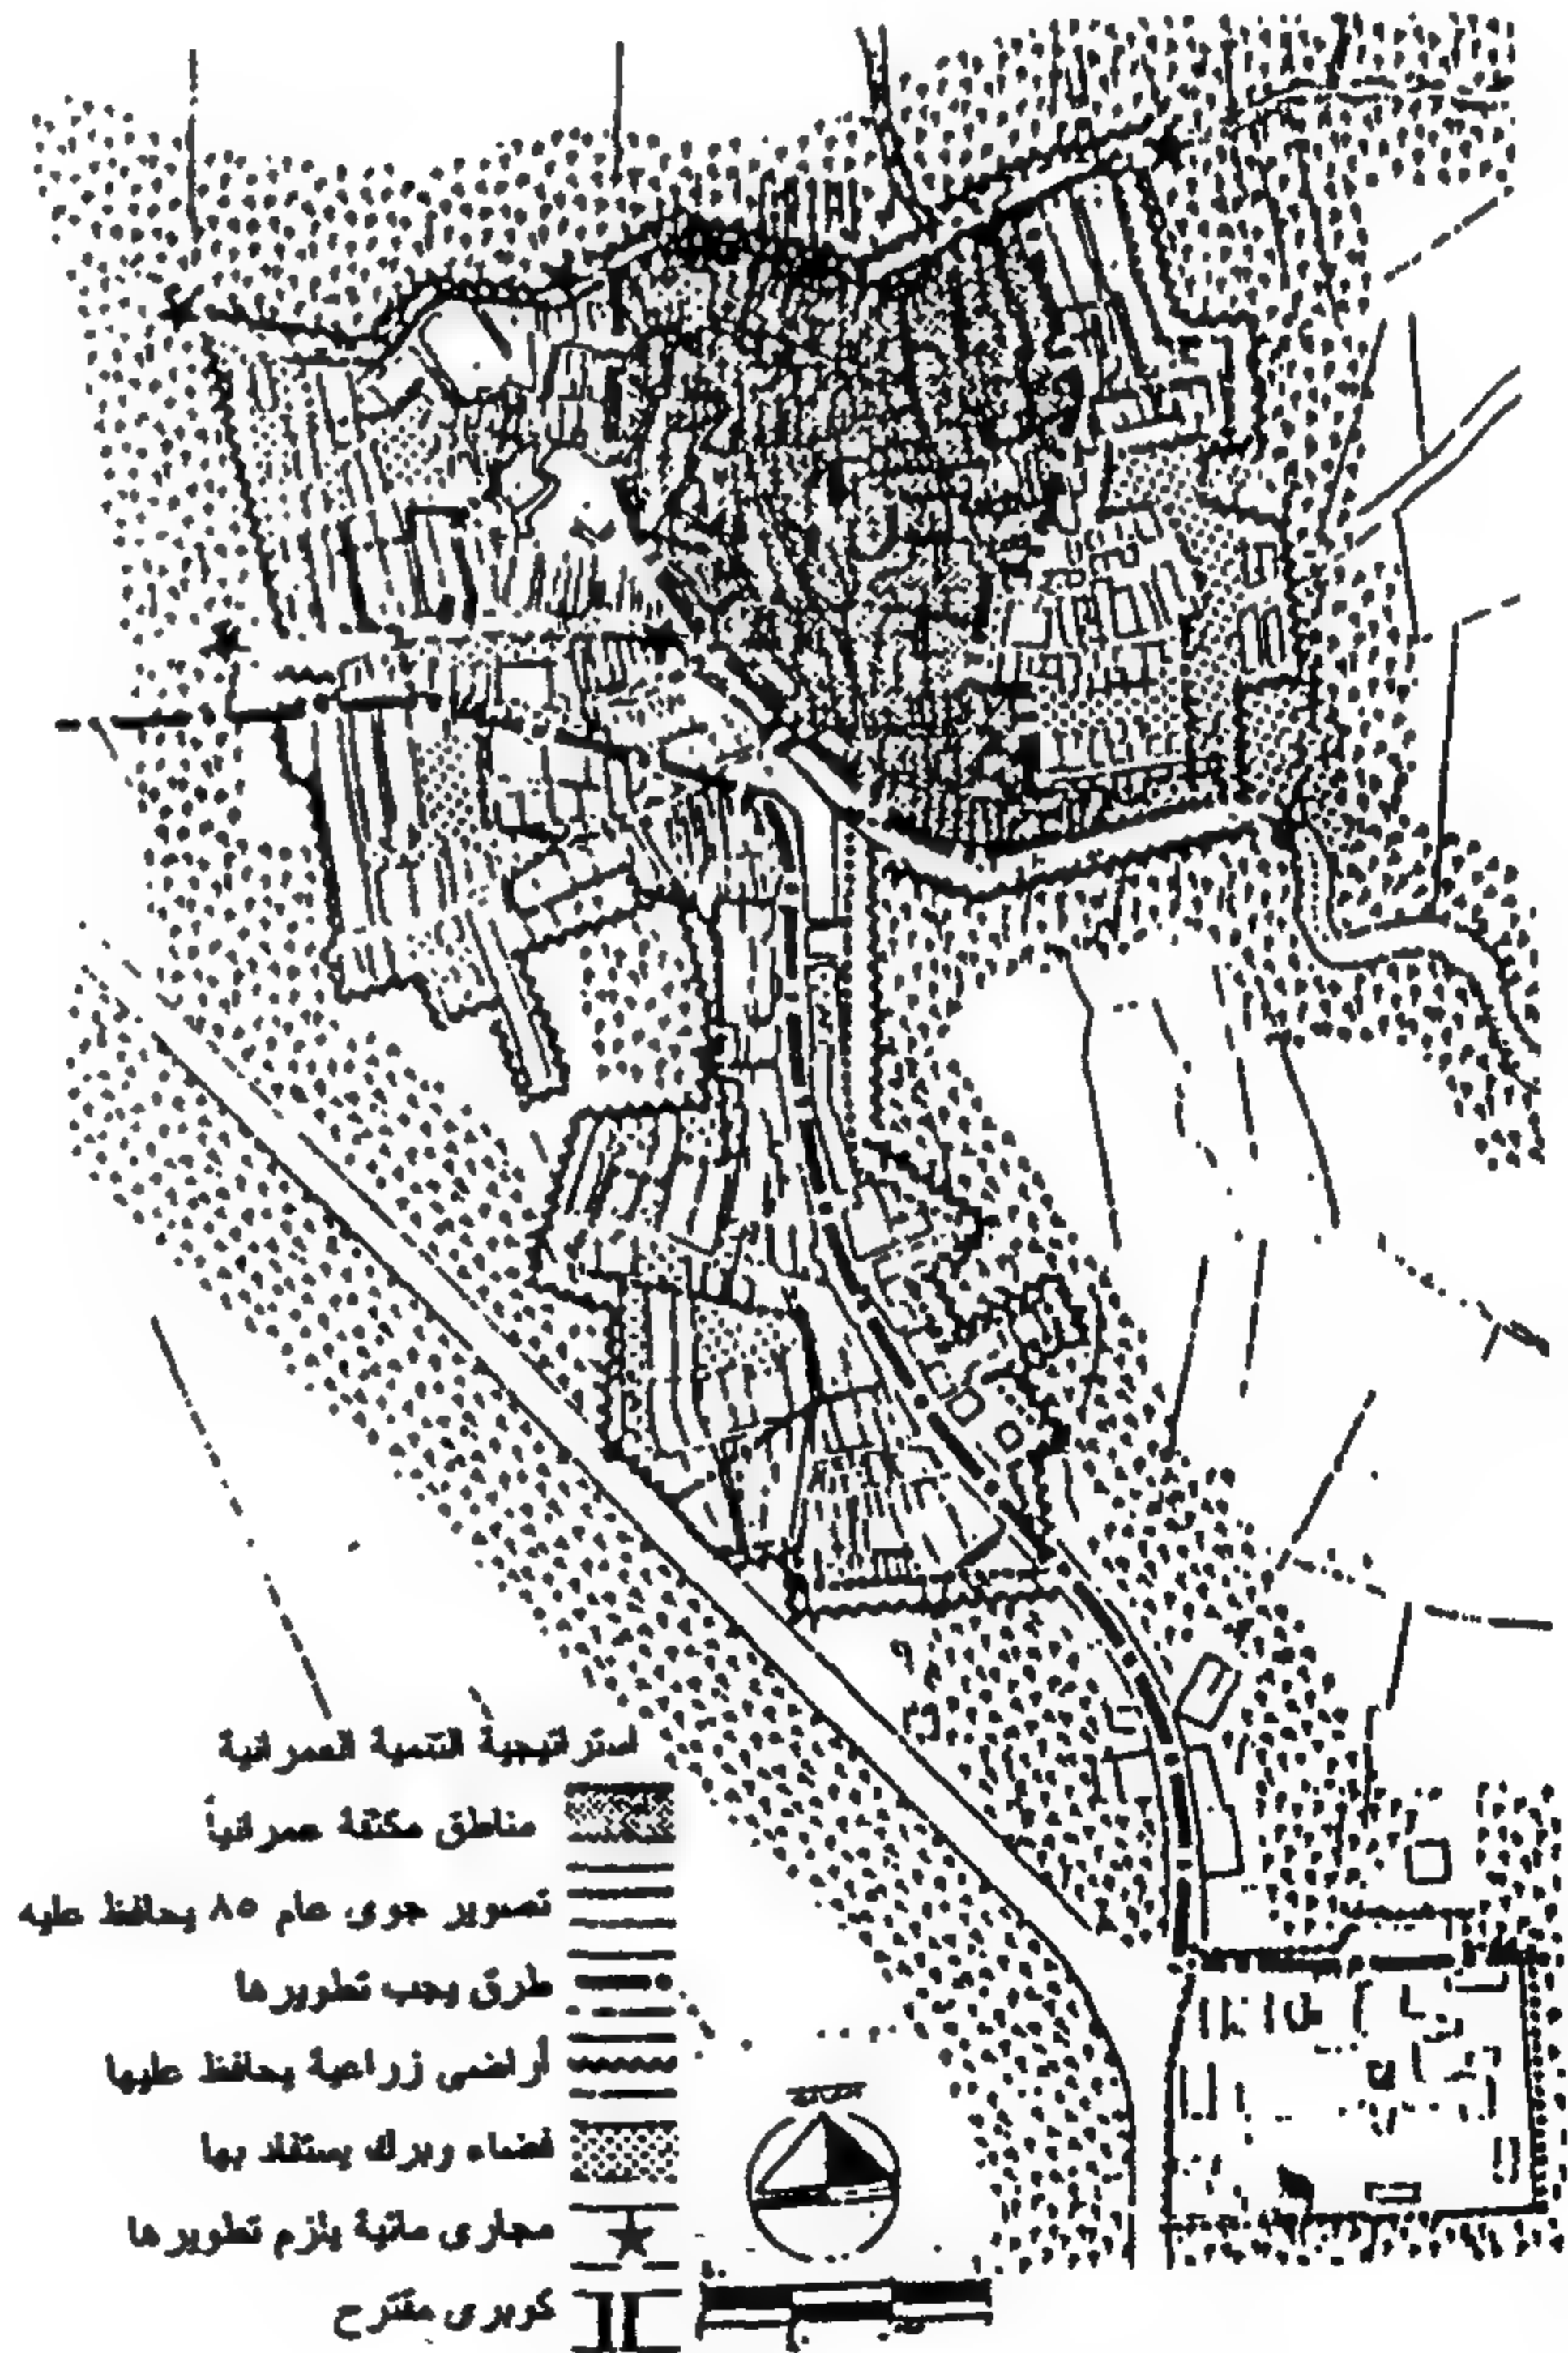 استراتيجية التنمية العمرانية
مناطق مكثفة عمرانياً
تصوير جوى عام ٨٥ يحافظ عليه
طرق يجب تطويرها
أراضى زراعية يحافظ عليها
فضاء وبرك يستفاد بها
مجارى مائية يلزم تطويرها
كوبرى مقترح